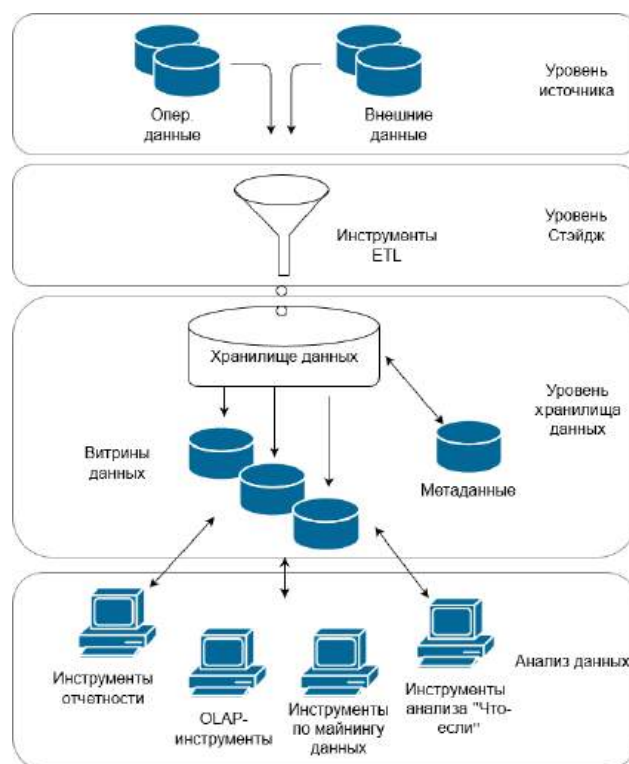 Опер.
данные
Внешние
данные
Уровень
источника
Инструменты
ETL
Уровень
Стэйдж
Хранилище данных
Уровень
хранилища
данных
Витрины
данных
Метаданные
Инструменты
отчетности
OLAP-
инструменты
Инструменты
по майнингу
данных
Инструменты
анализа "Что-
если"
Анализ данных